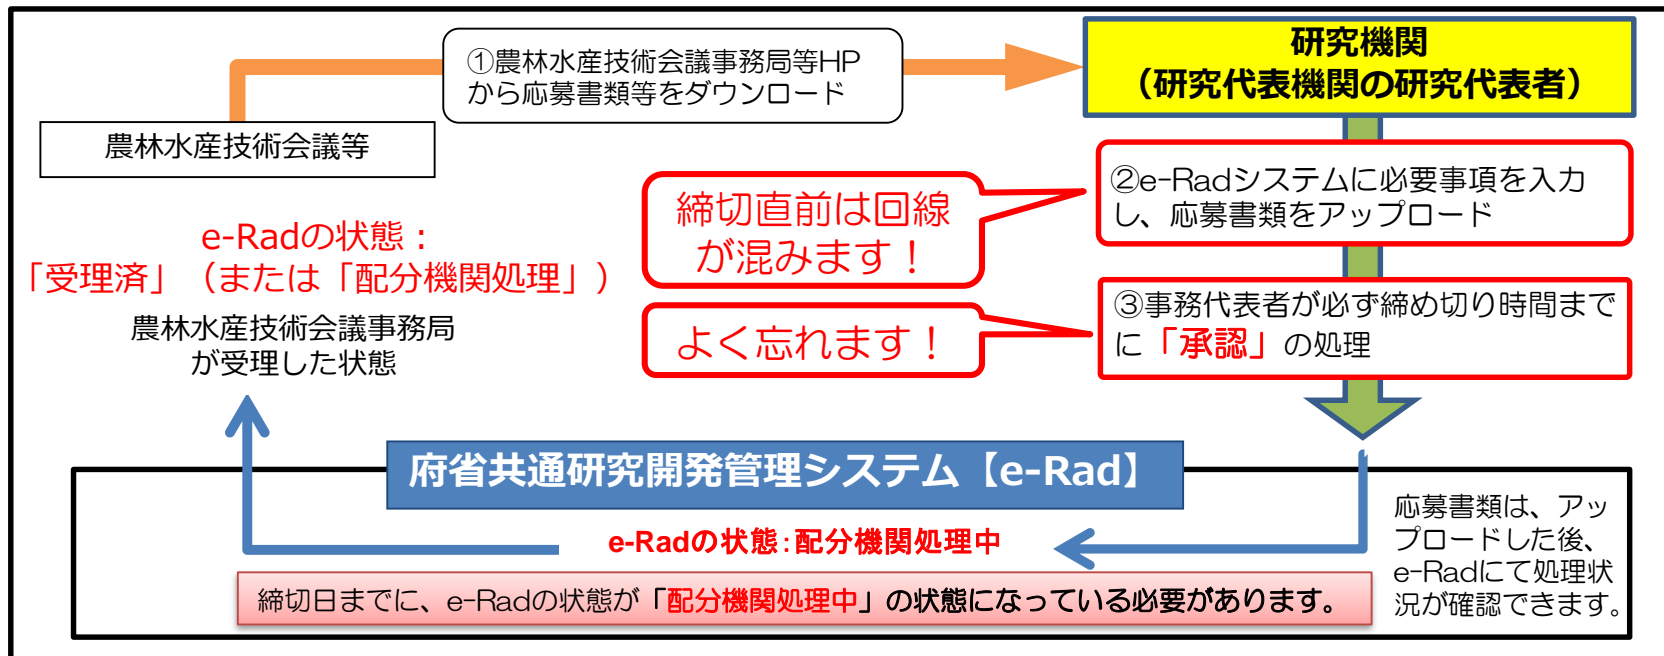 ①農林水産技術会議事務局等HP
から応募書類等をダウンロード
研究機関
（研究代表機関の研究代表者）
農林水産技術会議等
②e-Radシステムに必要事項を入力
し、応募書類をアップロード
締切直前は回線
が混みます！
e-Radの状態：
「受理済」（または「配分機関処理」）
農林水産技術会議事務局
が受理した状態
③事務代表者が必ず締め切り時間まで
に「承認」の処理
よく忘れます！
府省共通研究開発管理システム【e-Rad】
e-Radの状態：配分機関処理中
締切日までに、e-Radの状態が「配分機関処理中」の状態になっている必要があります。
応募書類は、アッ
プロードした後、
e-Radにて処理状
況が確認できます。